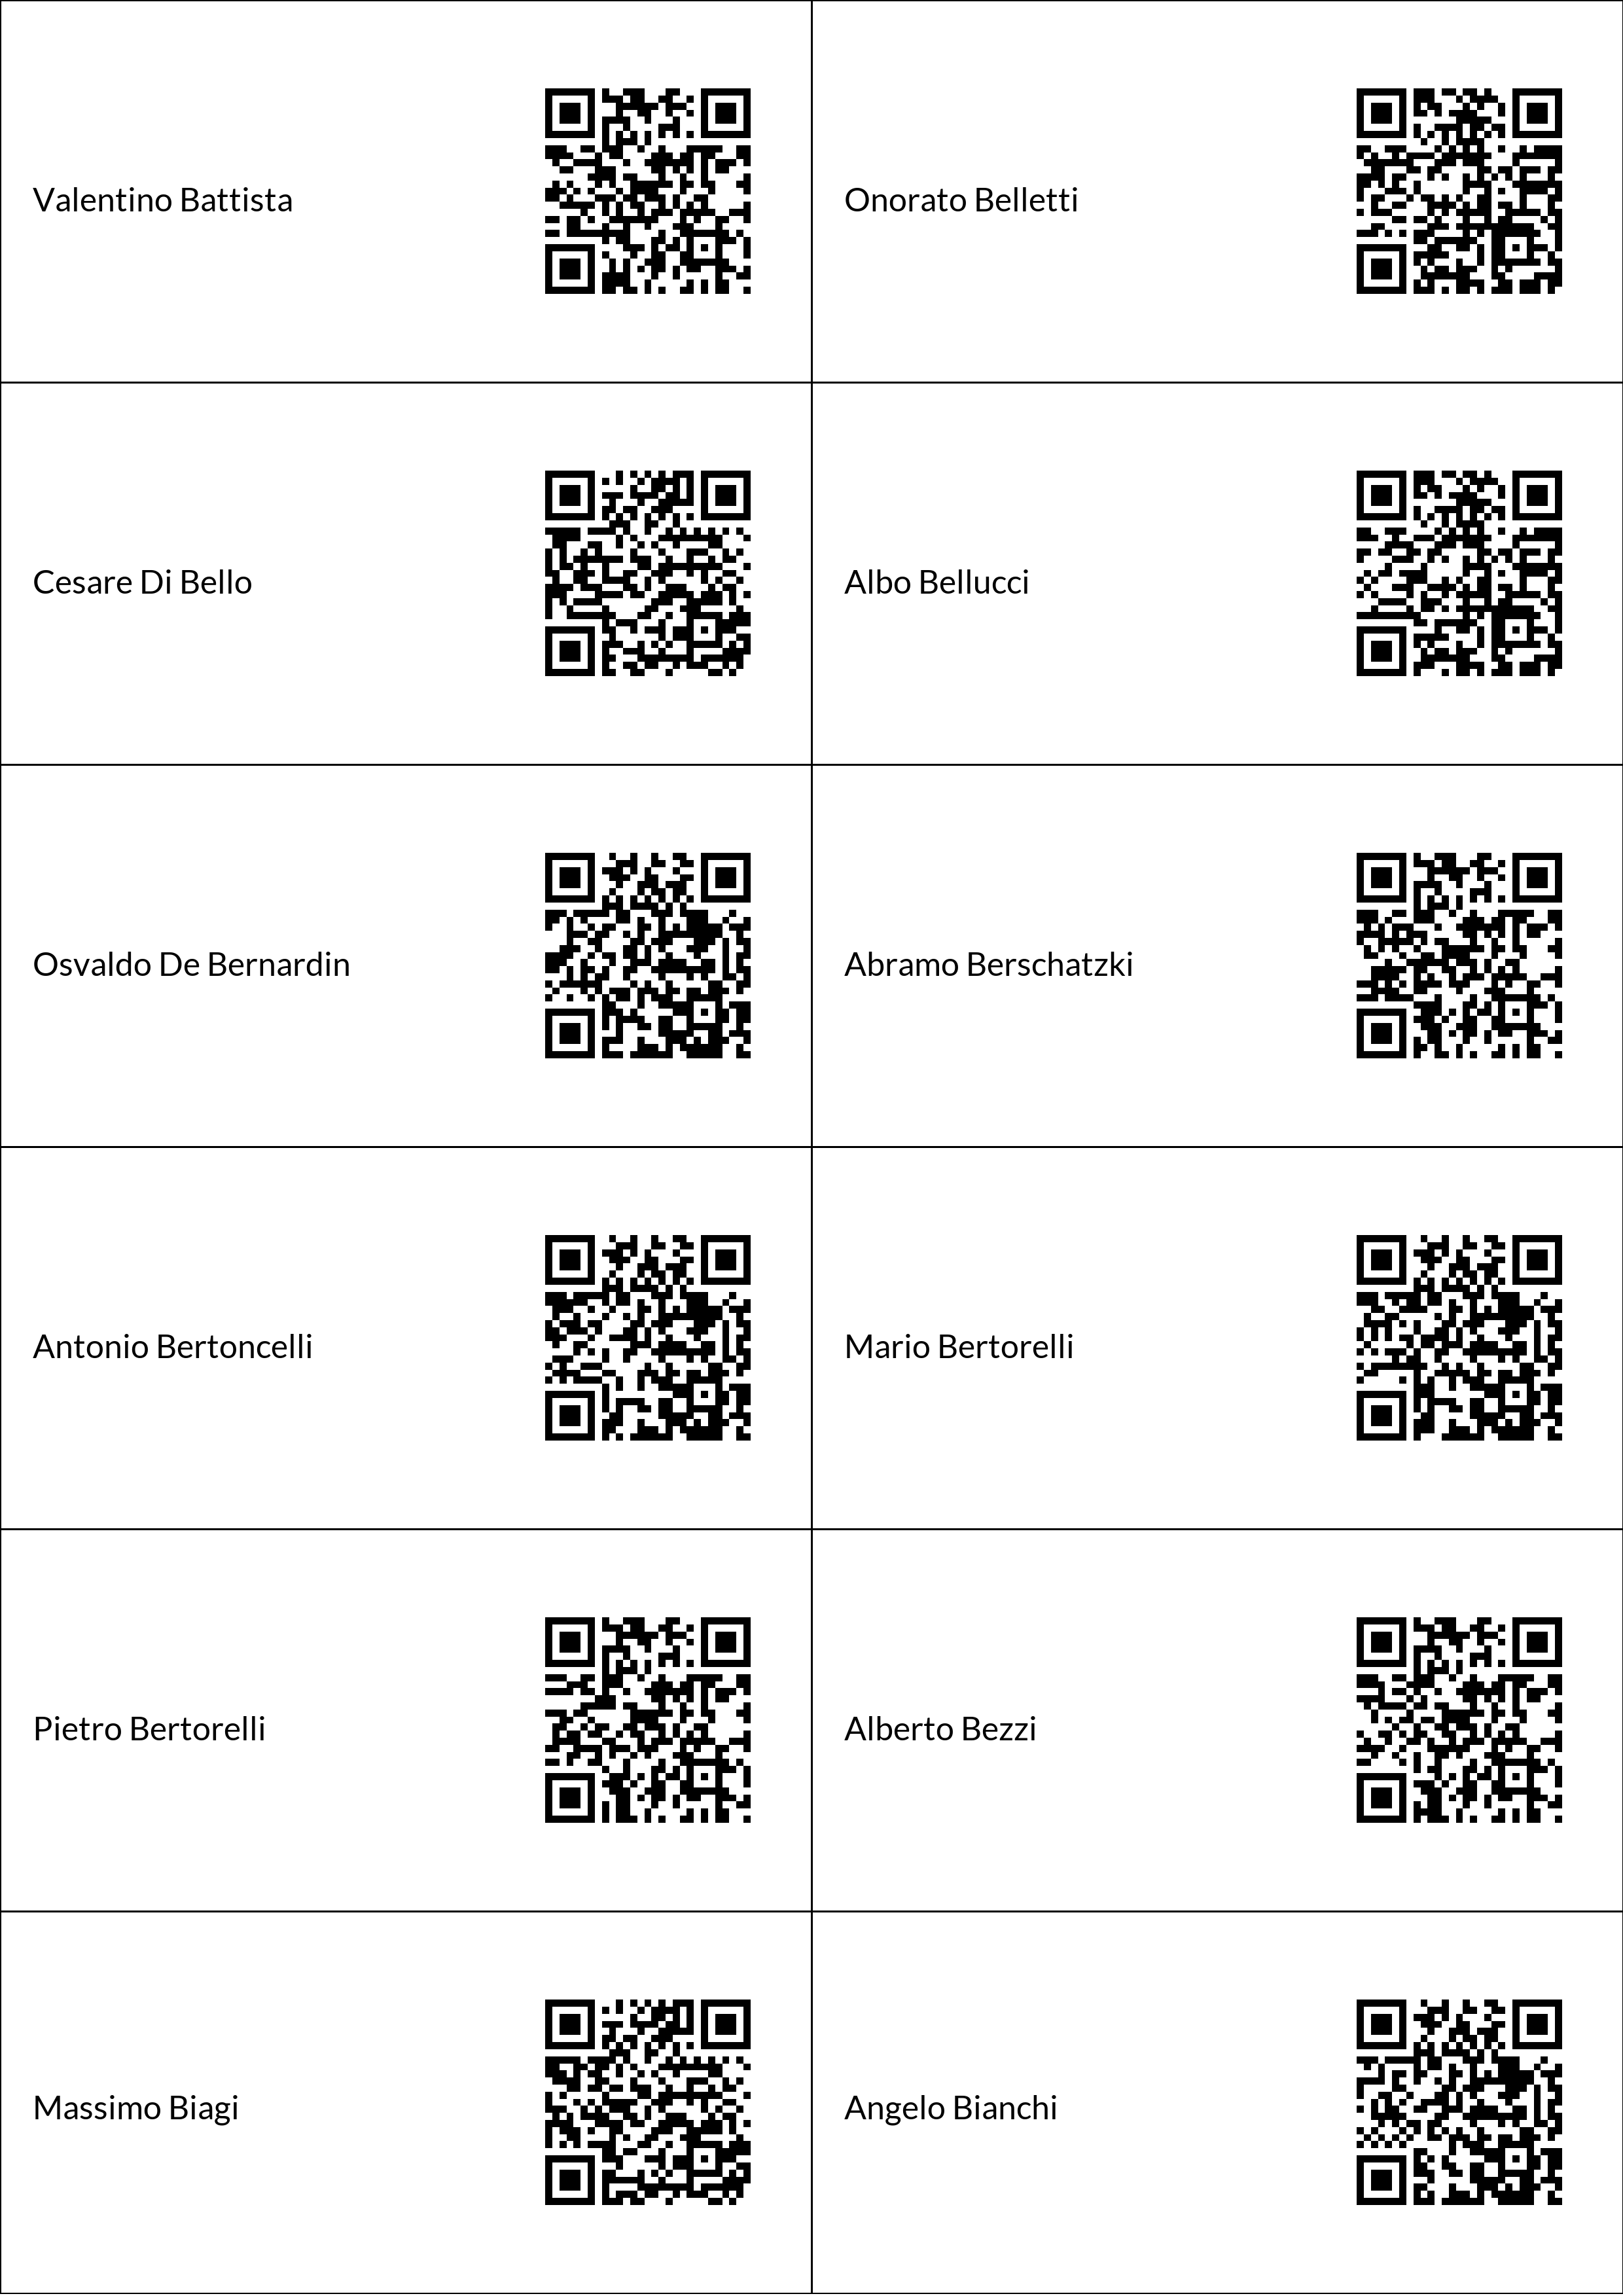 Valentino Battista
Onorato Belletti
Cesare Di Bello
Albo Bellucci
Osvaldo De Bernardin
Abramo Berschatzki
Antonio Bertoncelli
Mario Bertorelli
Pietro Bertorelli
Alberto Bezzi
Massimo Biagi
Angelo Bianchi